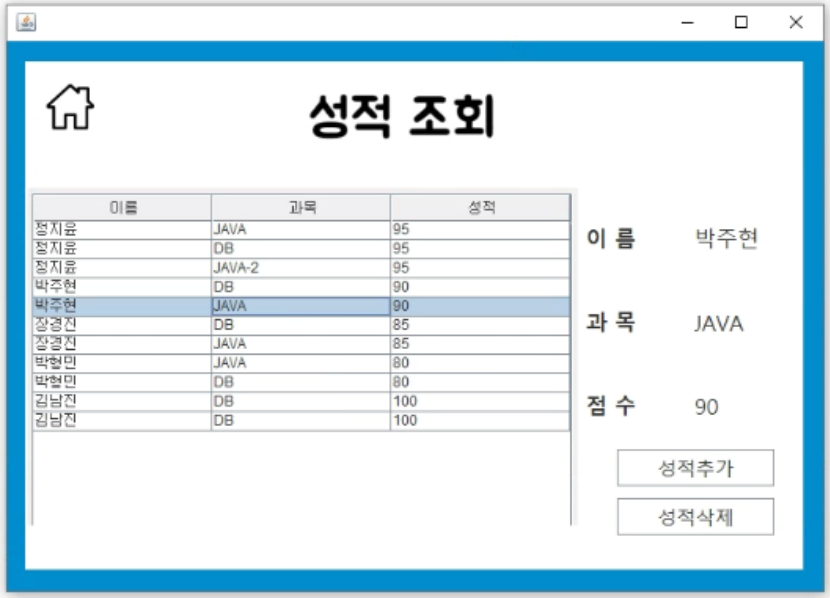 성적 조회
이름 과목 성적
정지윤 JAVA 95
정지윤 DB 95
정지윤 JAVA-2 95
박주현 DB 90
박주현 JAVA 90
장경진 DB 85
장경진 JAVA 85
박형민 JAVA 80
박형민 DB 80
김남진 DB 100
김남진 DB 100
이 름 박주현
과 목 JAVA
점 수 90
성적추가
성적삭제